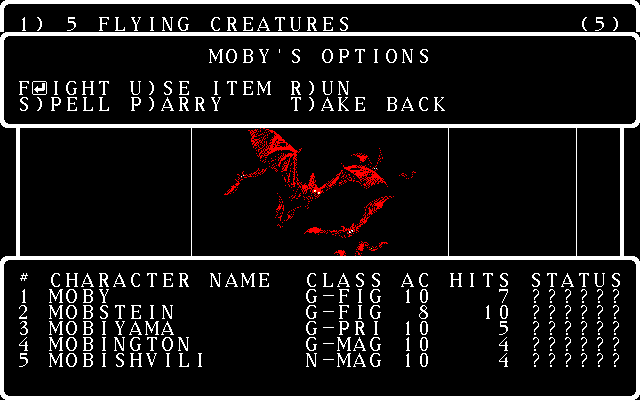 1) 5 FLYING CREATURES (5)
MOBY'S OPTIONS
F↵IGHT U)SE ITEM R)UN
S)PELL P)ARRY T)AKE BACK
# CHARACTER NAME CLASS AC HITS STATUS
1 MOBY G-FIG 10 7 ??????
2 MOBSTEIN G-FIG 8 10 ??????
3 MOBIYAMA G-PRI 10 5 ??????
4 MOBINGTON G-MAG 10 4 ??????
5 MOBISHVILI N-MAG 10 4 ??????